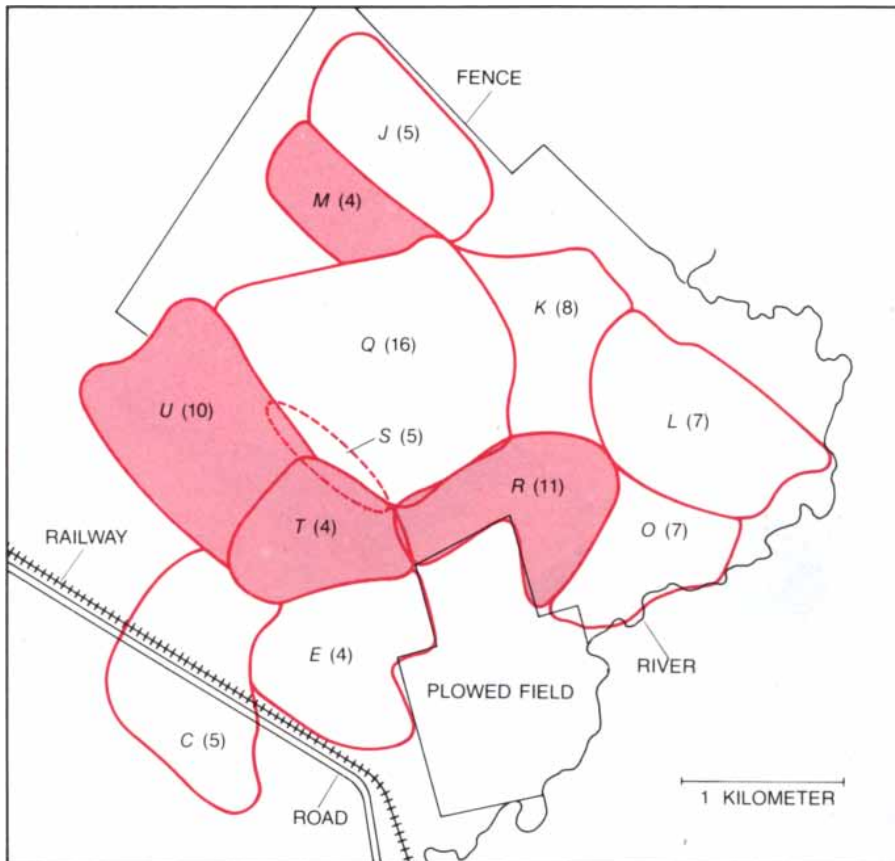 FENCE
J (5)
M (4)
K (8)
Q (16)
U (10)
S (5)
L (7)
R (11)
T (4)
O (7)
RAILWAY
E (4)
RIVER
PLOWED FIELD
C (5)
1 KILOMETER
ROAD